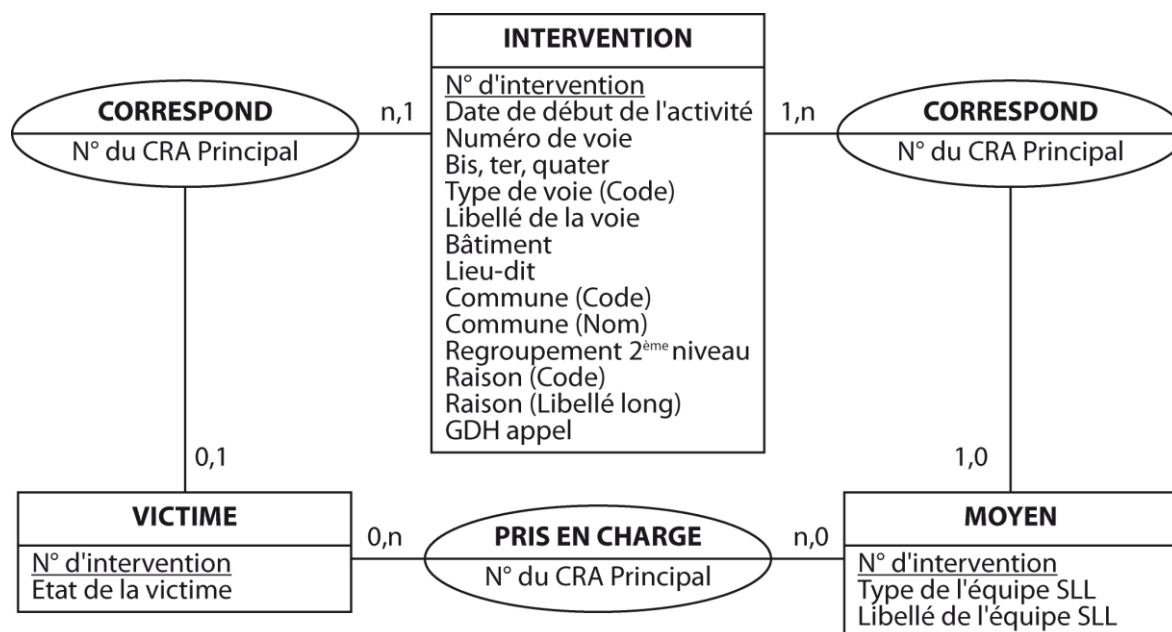 INTERVENTION
N° d'intervention
Date de début de l'activité
Numéro de voie
Bis, ter, quater
Type de voie (Code)
Libellé de la voie
Bâtiment
Lieu-dit
Commune (Code)
Commune (Nom)
Regroupement 2ème niveau
Raison (Code)
Raison (Libellé long)
GDH appel
CORRESPOND
N° du CRA Principal
n,1
1,n
CORRESPOND
N° du CRA Principal
0,1
1,0
VICTIME
N° d'intervention
Etat de la victime
0,n
PRIS EN CHARGE
N° du CRA Principal
n,0
MOYEN
N° d'intervention
Type de l'équipe SLL
Libellé de l'équipe SLL